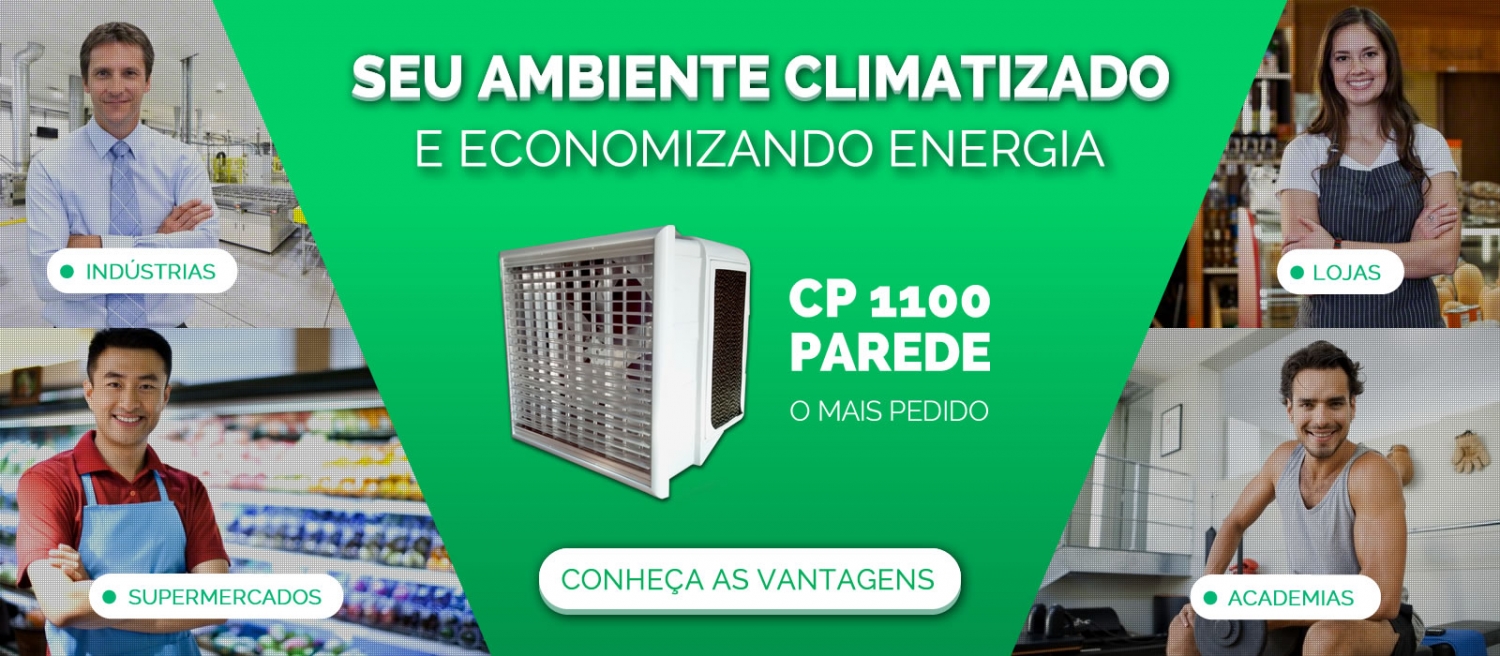 SEU AMBIENTE CLIMATIZADO
E ECONOMIZANDO ENERGIA
INDÚSTRIAS
LOJAS
CP 1100
PAREDE
O MAIS PEDIDO
SUPERMERCADOS
CONHEÇA AS VANTAGENS
ACADEMIAS